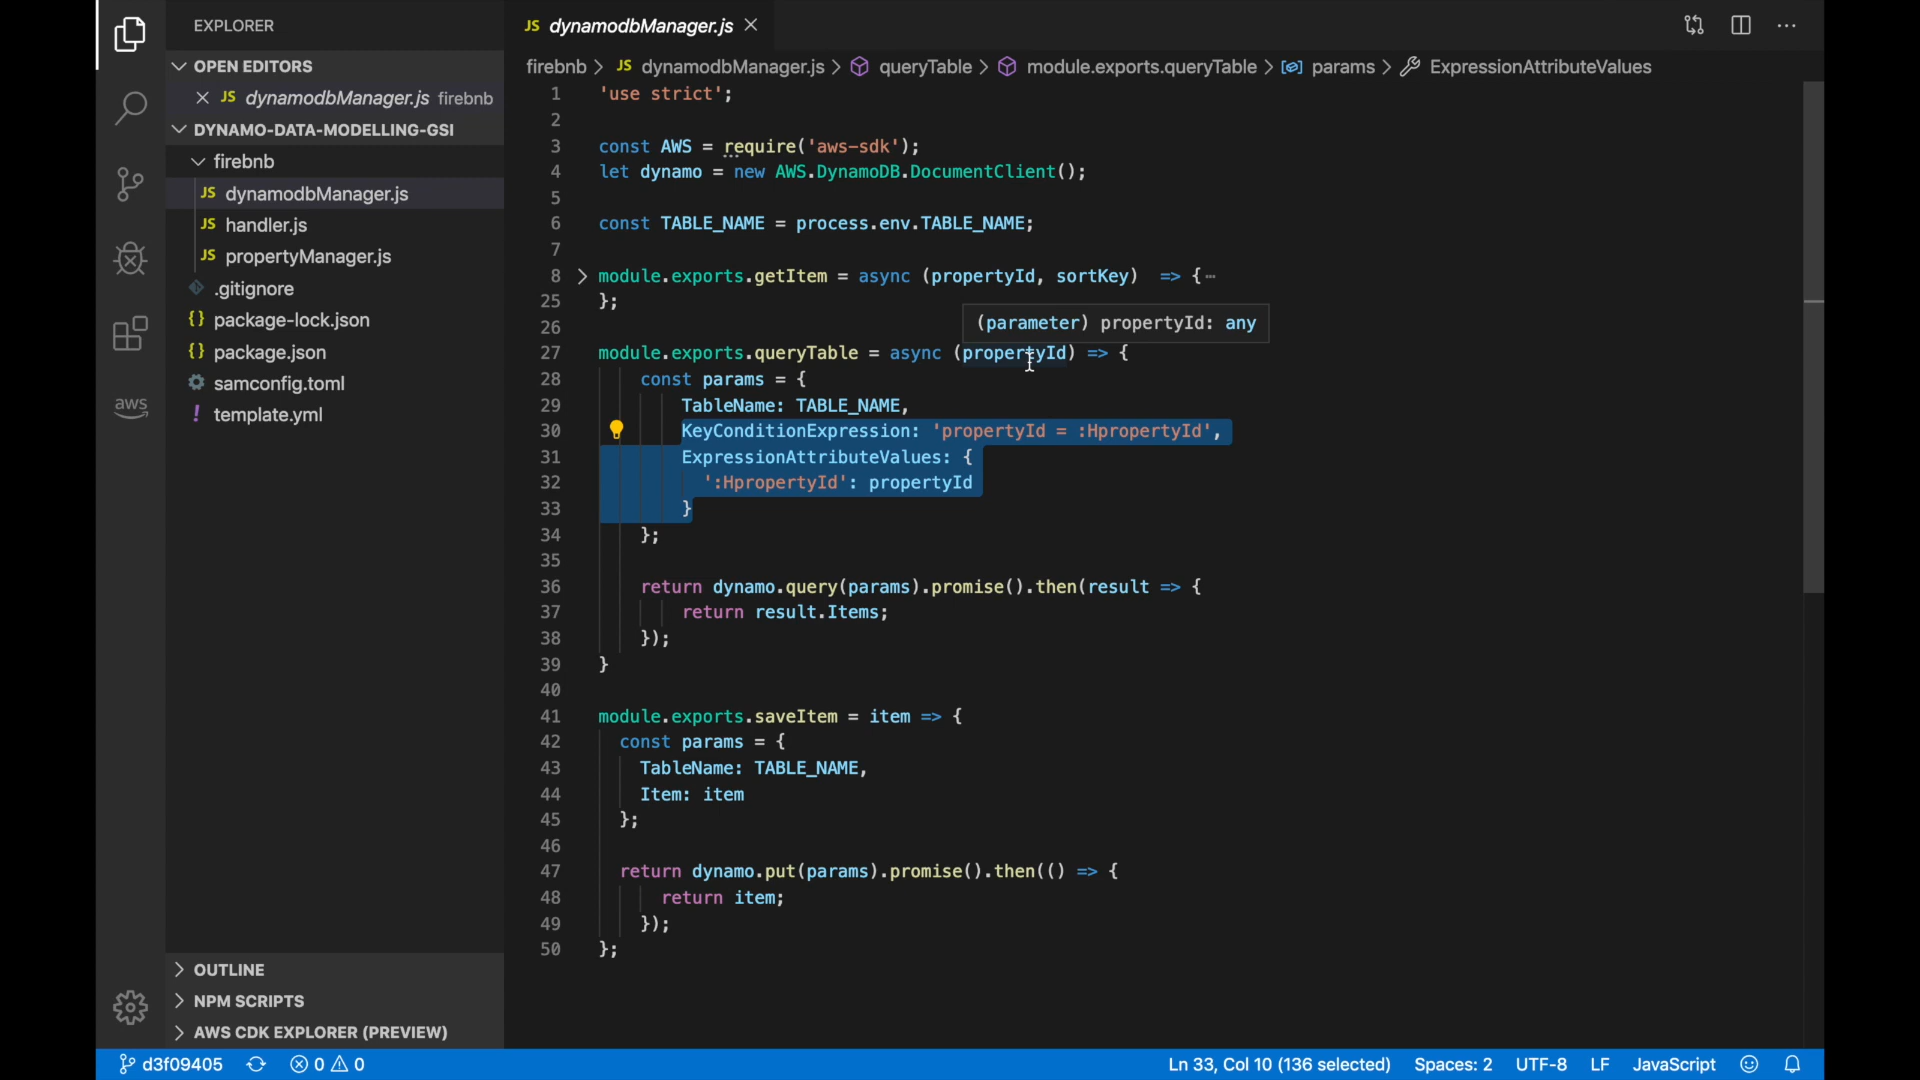 EXPLORER
OPEN EDITORS
JS dynamodbManager.js firebnb
DYNAMO-DATA-MODELLING-GSI
firebnb
JS dynamodbManager.js
JS handler.js
JS propertyManager.js
.gitignore
{} package-lock.json
{} package.json
samconfig.toml
! template.yml
aws
OUTLINE
NPM SCRIPTS
AWS CDK EXPLORER (PREVIEW)
JS dynamodbManager.js
firebnb > JS dynamodbManager.js > queryTable > module.exports.queryTable > params > ExpressionAttributeValues
1 'use strict';
2
3 const AWS = require('aws-sdk');
4 let dynamo = new AWS.DynamoDB.DocumentClient();
5
6 const TABLE_NAME = process.env.TABLE_NAME;
7
8 module.exports.getItem = async (propertyId, sortKey) => {…
25 };
26
(parameter) propertyId: any
27 module.exports.queryTable = async (propertyId) => {
28 const params = {
29 TableName: TABLE_NAME,
30 KeyConditionExpression: 'propertyId = :HpropertyId',
31 ExpressionAttributeValues: {
32 ':HpropertyId': propertyId
33 }
34 };
35
36 return dynamo.query(params).promise().then(result => {
37 return result.Items;
38 });
39 }
40
41 module.exports.saveItem = item => {
42 const params = {
43 TableName: TABLE_NAME,
44 Item: item
45 };
46
47 return dynamo.put(params).promise().then(() => {
48 return item;
49 });
50 };
d3f09405 0 0 Ln 33, Col 10 (136 selected) Spaces: 2 UTF-8 LF JavaScript